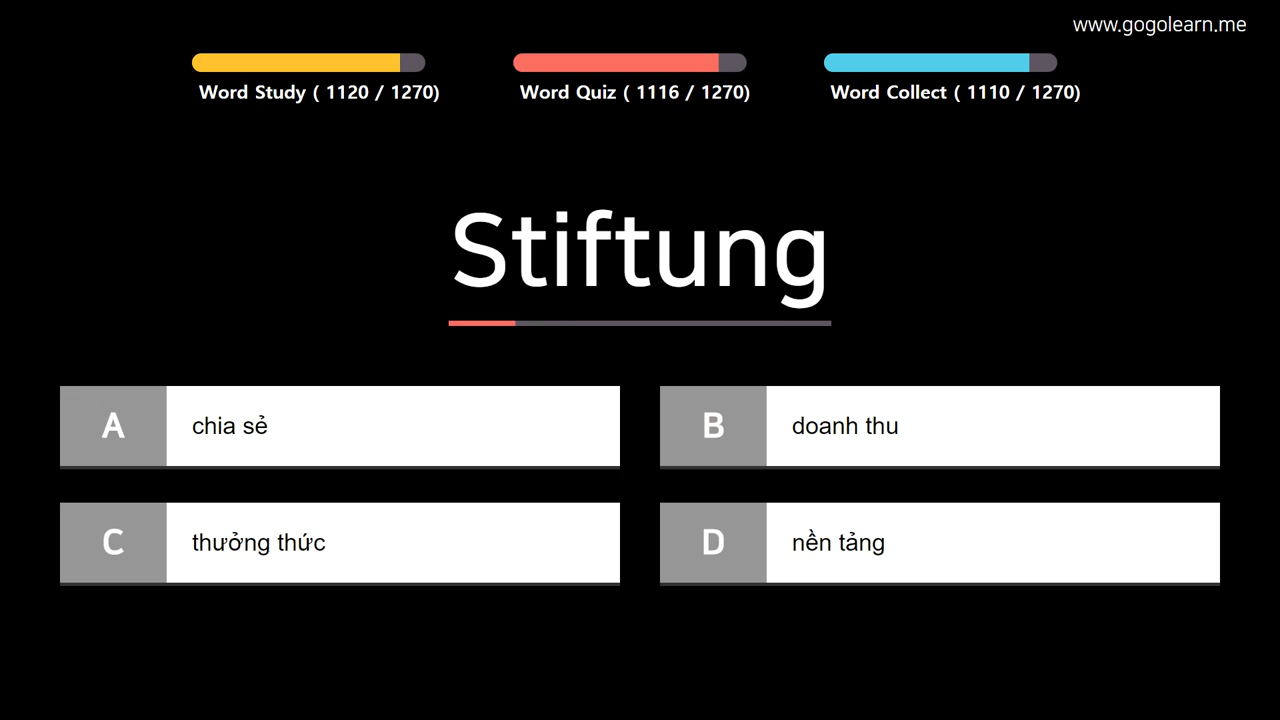 www.gogolearn.me
Word Study ( 1120 / 1270)
Word Quiz ( 1116 / 1270)
Word Collect ( 1110 / 1270)
Stiftung
A
chia sẻ
B
doanh thu
C
thưởng thức
D
nền tảng